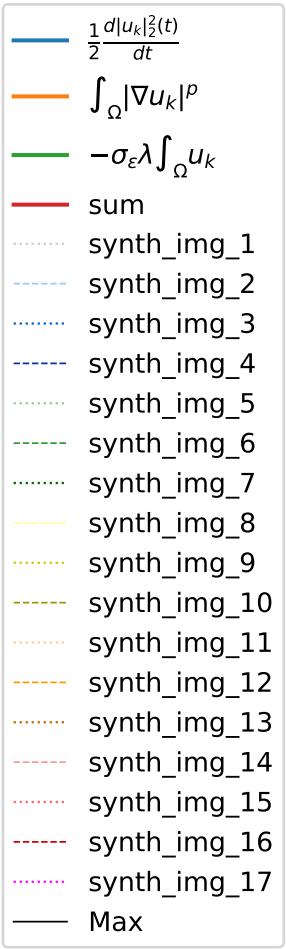 $\frac{1}{2}\frac{d|u_k|_2^2(t)}{dt}$
$\int_\Omega |\nabla u_k|^p$
$-\sigma_\varepsilon \lambda \int_\Omega u_k$
sum
synth_img_1
synth_img_2
synth_img_3
synth_img_4
synth_img_5
synth_img_6
synth_img_7
synth_img_8
synth_img_9
synth_img_10
synth_img_11
synth_img_12
synth_img_13
synth_img_14
synth_img_15
synth_img_16
synth_img_17
Max